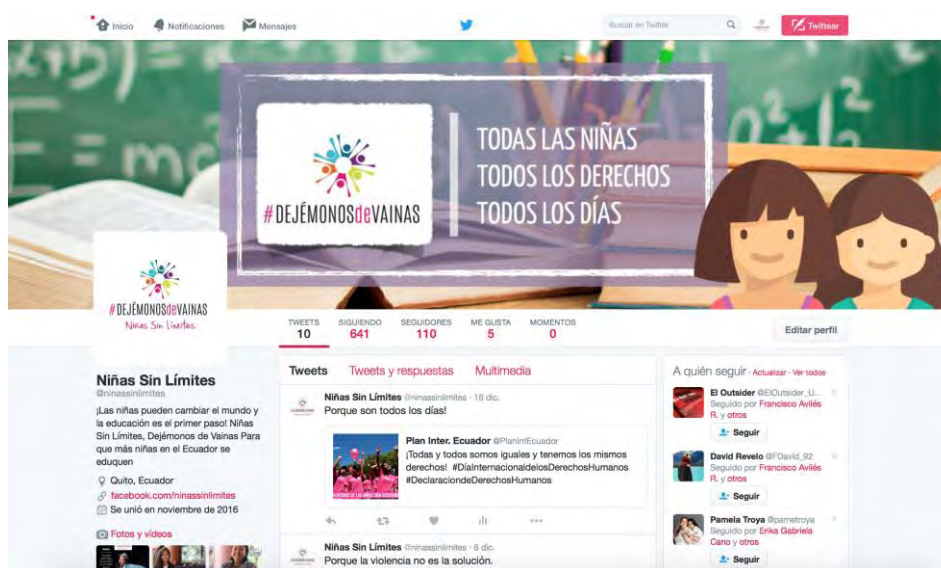 Inicio
Notificaciones
Mensajes
Buscar en Twitter
Twittear
TODAS LAS NIÑAS
TODOS LOS DERECHOS
TODOS LOS DÍAS
#DEJÉMONOSdeVAINAS
#DEJÉMONOSdeVAINAS
Niñas Sin Límites
TWEETS
10
SIGUIENDO
641
SEGUIDORES
110
ME GUSTA
5
MOMENTOS
0
Editar perfil
Niñas Sin Límites
@ninassinlimites
¡Las niñas pueden cambiar el mundo y
la educación es el primer paso! Niñas
Sin Límites, Dejémonos de Vainas Para
que más niñas en el Ecuador se
eduquen
Quito, Ecuador
facebook.com/ninassinlimites
Se unió en noviembre de 2016
Fotos y vídeos
Tweets
Tweets y respuestas
Multimedia
Niñas Sin Límites @ninassinlimites · 16 dic.
Porque son todos los días!
Plan Inter. Ecuador @PlanIntEcuador
¡Todas y todos somos iguales y tenemos los mismos
derechos! #DíaInternacionaldelosDerechosHumanos
#DeclaraciondeDerechosHumanos
Niñas Sin Límites @ninassinlimites · 8 dic.
Porque la violencia no es la solución.
A quién seguir · Actualizar · Ver todos
El Outsider @ElOutsider_U...
Seguido por Francisco Avilés
R. y otros
Seguir
David Revelo @FDavid_92
Seguido por Francisco Avilés
R. y otros
Seguir
Pamela Troya @pametroya
Seguido por Erika Gabriela
Cano y otros
Seguir